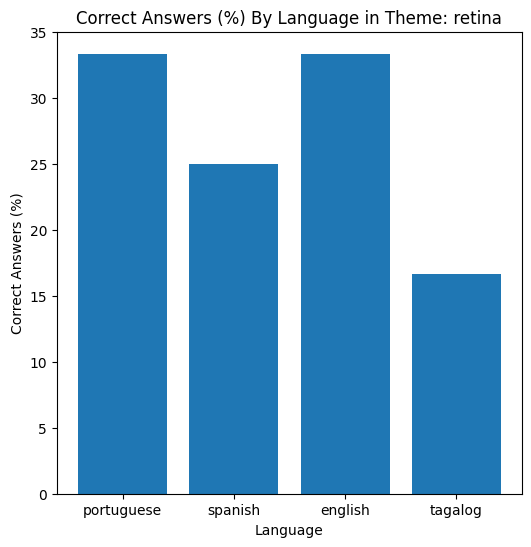 Correct Answers (%) By Language in Theme: retina
35
30
25
20
15
10
5
0
Correct Answers (%)
portuguese spanish english tagalog
Language